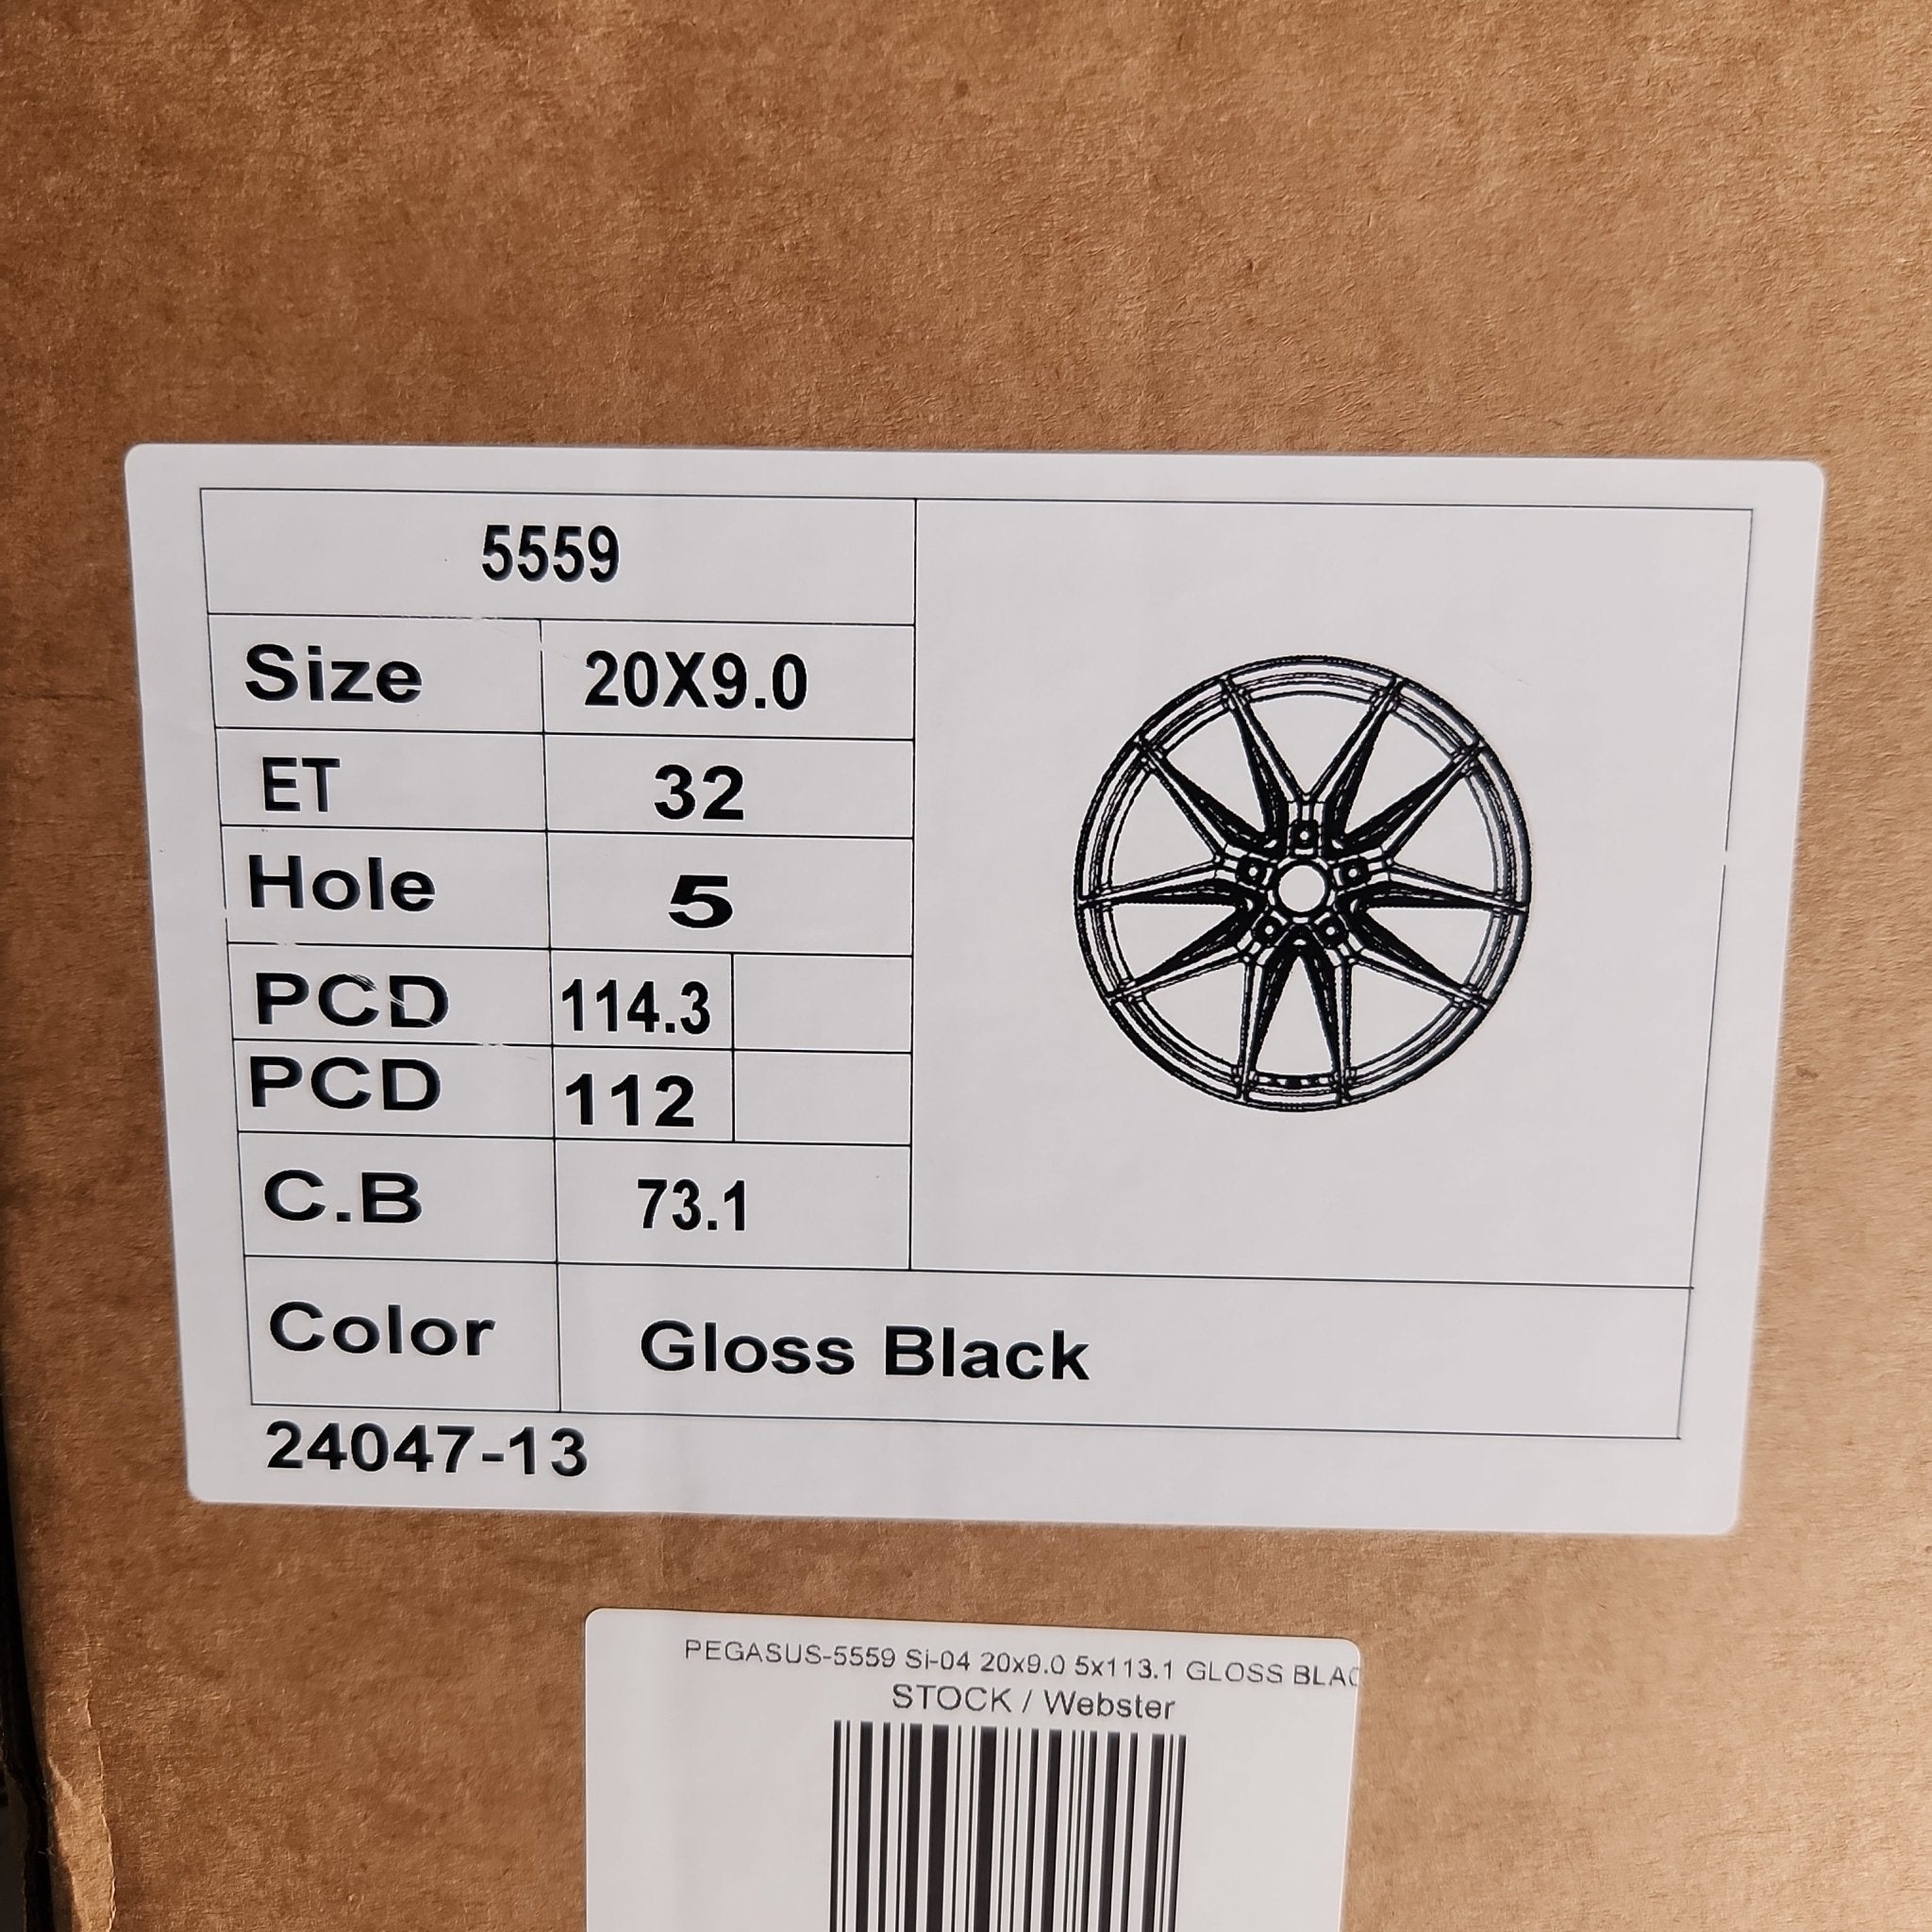 5559
Size 20X9.0
ET 32
Hole 5
PCD 114.3
PCD 112
C.B 73.1
Color Gloss Black
24047-13
PEGASUS-5559 Si-04 20x9.0 5x113.1 GLOSS BLAC
STOCK / Webster